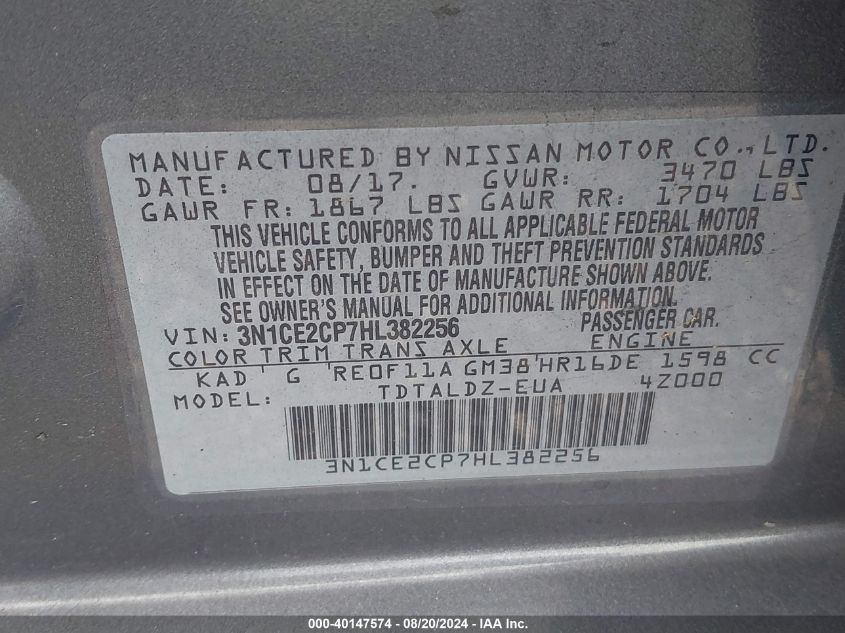 MANUFACTURED BY NISSAN MOTOR CO., LTD.
DATE: 08/17. GVWR: 3470 LBS
GAWR FR: 1867 LBS GAWR RR: 1704 LBS
THIS VEHICLE CONFORMS TO ALL APPLICABLE FEDERAL MOTOR
VEHICLE SAFETY, BUMPER AND THEFT PREVENTION STANDARDS
IN EFFECT ON THE DATE OF MANUFACTURE SHOWN ABOVE.
SEE OWNER'S MANUAL FOR ADDITIONAL INFORMATION.
VIN: 3N1CE2CP7HL382256 PASSENGER CAR.
COLOR TRIM TRANS AXLE ENGINE
KAD G RE0F11A GM38 HR16DE 1598 CC
MODEL: TDTALDZ-EUA 4Z000
3N1CE2CP7HL382256
000-40147574 - 08/20/2024 - IAA Inc.